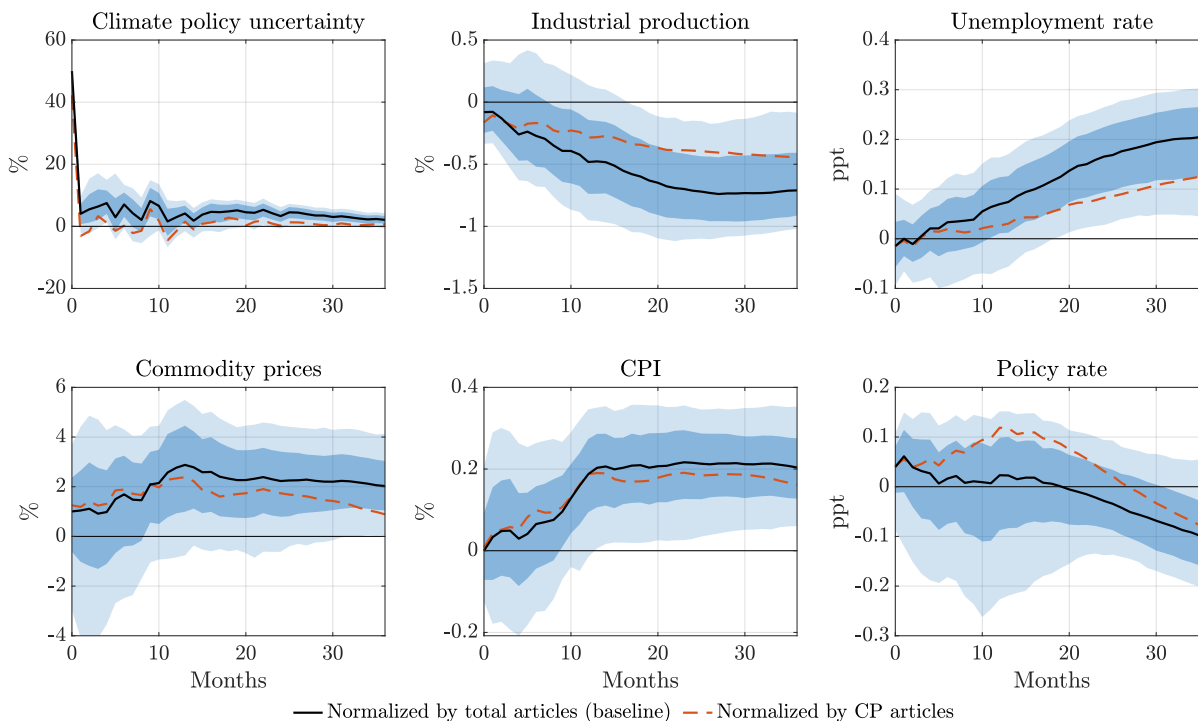 Climate policy uncertainty
Industrial production
Unemployment rate
60
40
20
0
-20
%
0 10 20 30
0.5
0
-0.5
-1
-1.5
%
0 10 20 30
0.4
0.3
0.2
0.1
0
-0.1
ppt
0 10 20 30
Commodity prices
CPI
Policy rate
6
4
2
0
-2
-4
%
0 10 20 30
Months
0.4
0.2
0
-0.2
%
0 10 20 30
Months
0.2
0.1
0
-0.1
-0.2
-0.3
ppt
0 10 20 30
Months
Normalized by total articles (baseline) Normalized by CP articles